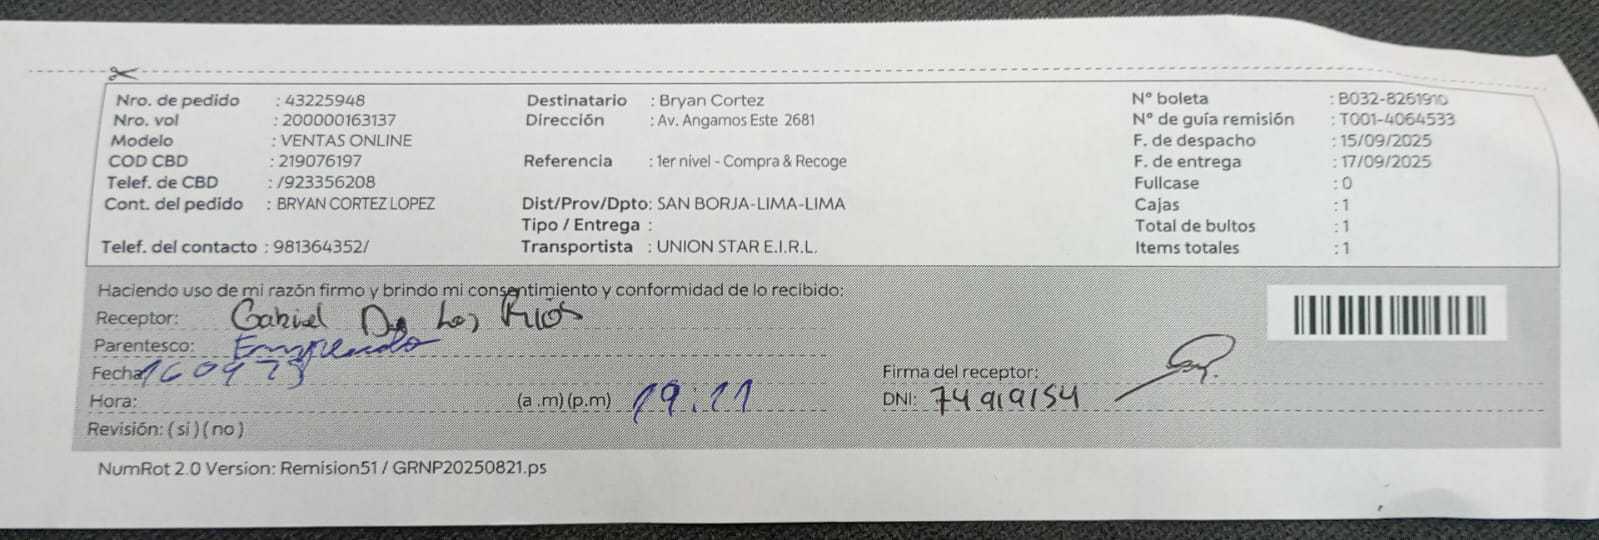 Nro. de pedido : 43225948
Nro. vol : 200000163137
Modelo : VENTAS ONLINE
COD CBD : 219076197
Telef. de CBD : /923356208
Cont. del pedido : BRYAN CORTEZ LOPEZ
Telef. del contacto : 981364352/
Destinatario : Bryan Cortez
Dirección : Av. Angamos Este 2681
Referencia : 1er nivel - Compra & Recoge
Dist/Prov/Dpto: SAN BORJA-LIMA-LIMA
Tipo / Entrega :
Transportista : UNION STAR E.I.R.L.
N° boleta : B032-8261910
N° de guía remisión : T001-4064533
F. de despacho : 15/09/2025
F. de entrega : 17/09/2025
Fullcase : 0
Cajas : 1
Total de bultos : 1
Items totales : 1
Haciendo uso de mi razón firmo y brindo mi consentimiento y conformidad de lo recibido:
Receptor: Gabriel De Los Rios
Parentesco:
Fecha
Hora: (a .m) (p.m) 19:11
Revisión: ( si ) ( no )
Firma del receptor:
DNI: 74919154
NumRot 2.0 Version: Remision51 / GRNP20250821.ps